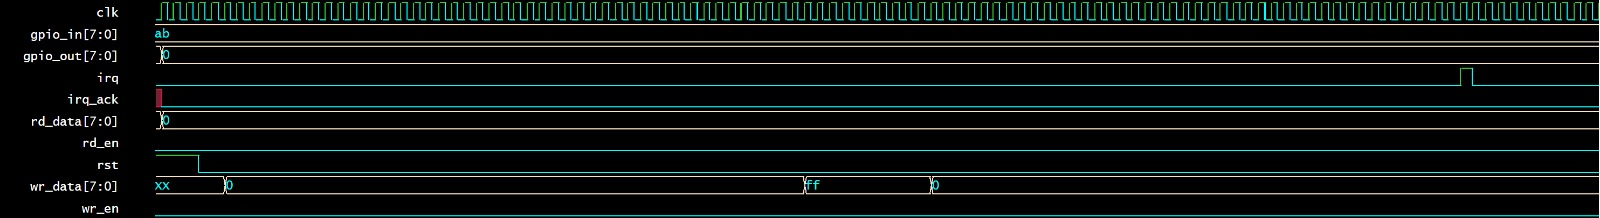 clk
gpio_in[7:0] ab
gpio_out[7:0] 0
irq
irq_ack
rd_data[7:0] 0
rd_en
rst
wr_data[7:0] xx 0 ff 0
wr_en